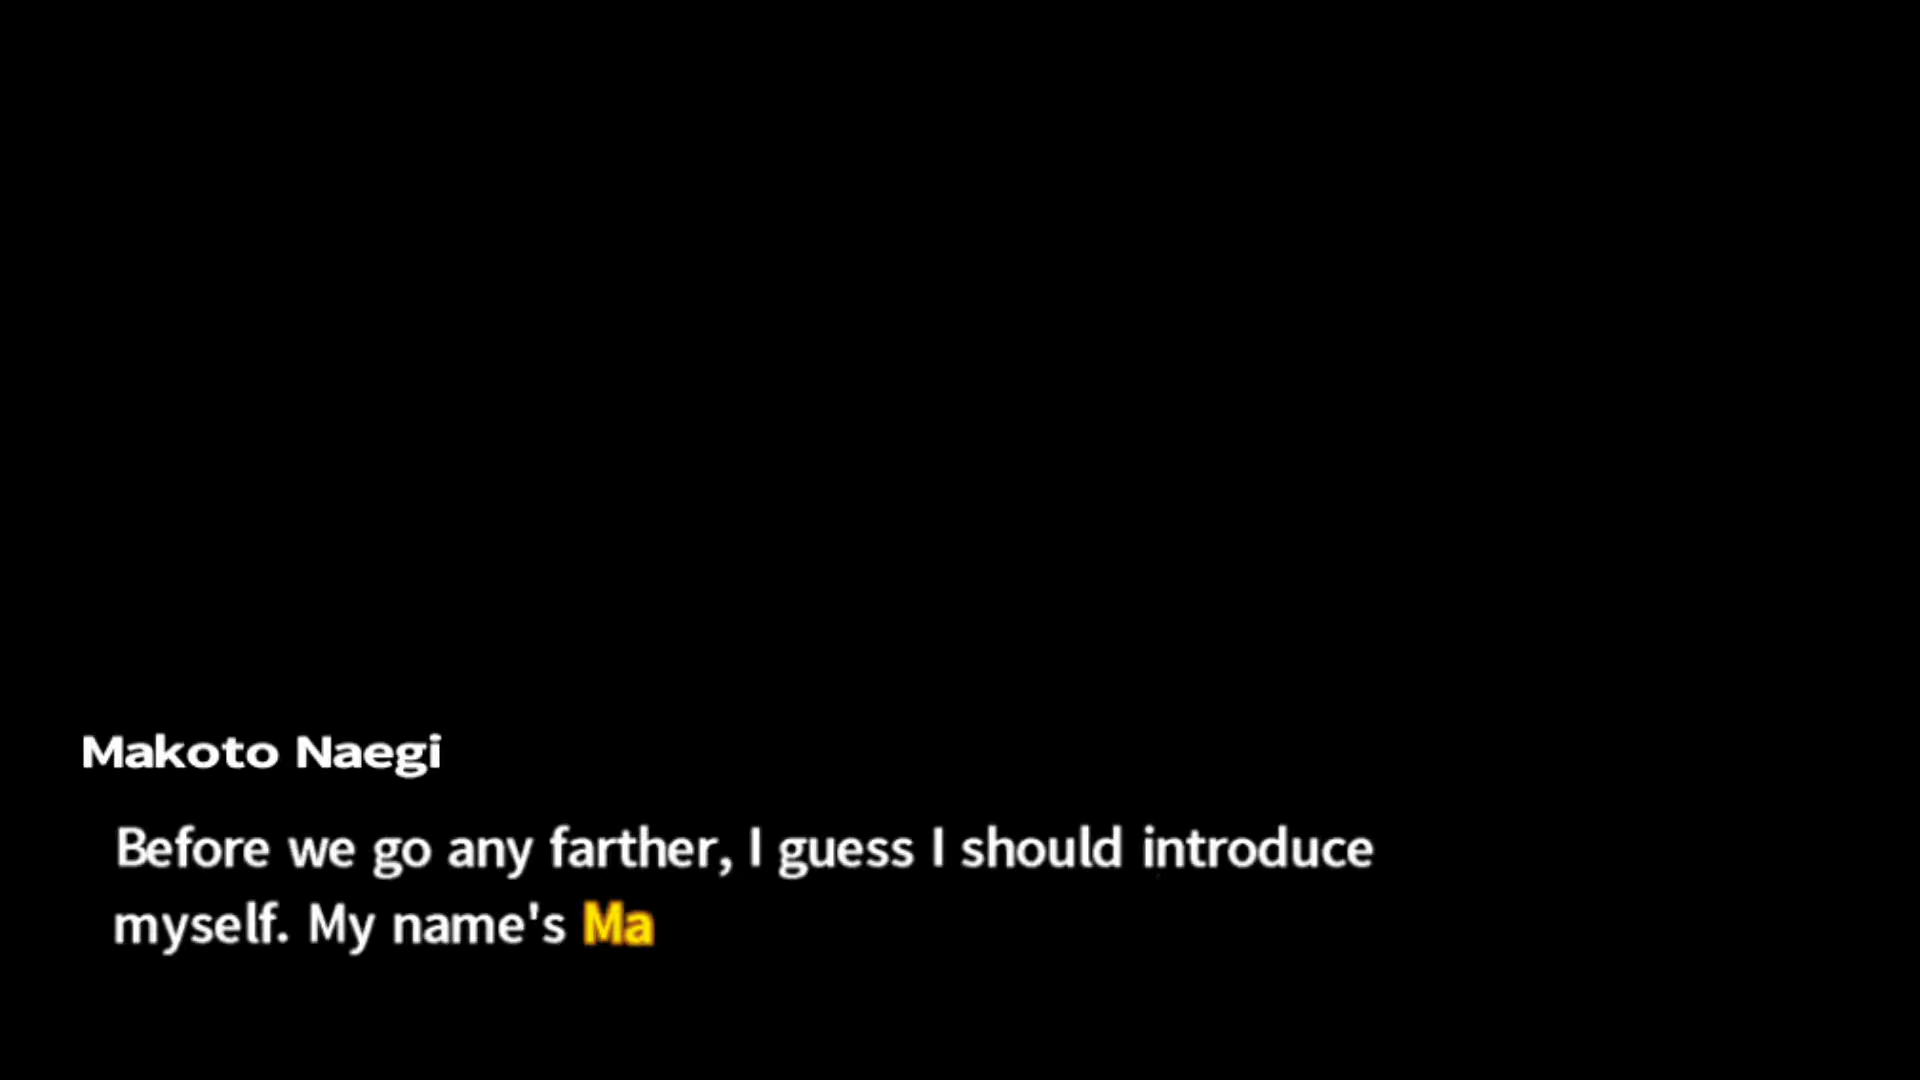 Makoto Naegi
Before we go any farther, I guess I should introduce
myself. My name's Ma